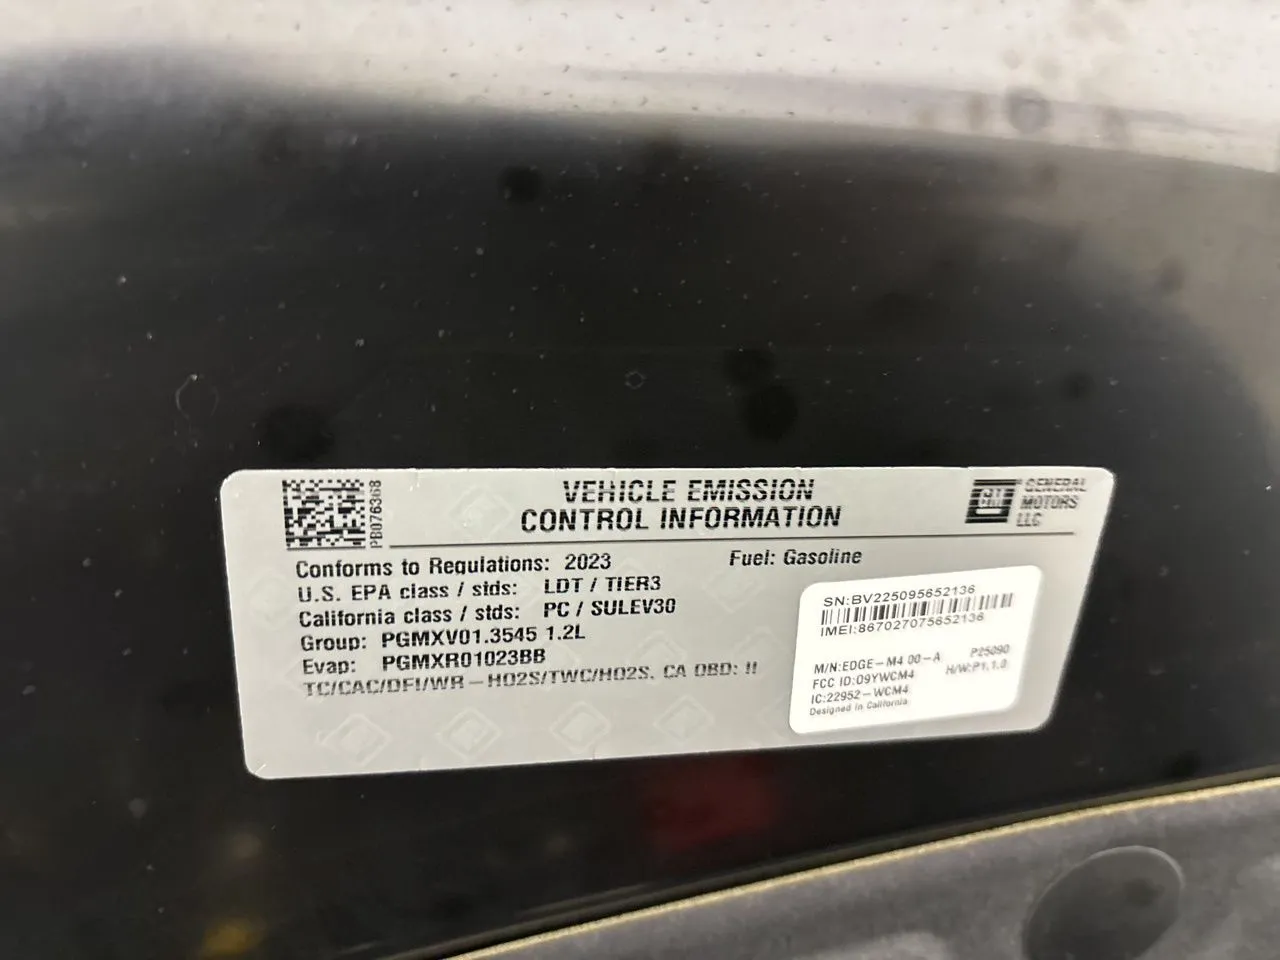 PB076368
VEHICLE EMISSION
CONTROL INFORMATION
GM
GENERAL
MOTORS
LLC
Conforms to Regulations: 2023
Fuel: Gasoline
U.S. EPA class / stds: LDT / TIER3
California class / stds: PC / SULEV30
Group: PGMXV01.3545 1.2L
Evap: PGMXR01023BB
TC/CAC/DFI/WR-HO2S/TWC/HO2S, CA OBD: II
SN:BV225095652136
IMEI:867027075652136
M/N:EDGE-M4.00-A P25090
FCC ID:O9YWCM4 H/W:P1.1.0
IC:22952-WCM4
Designed in California